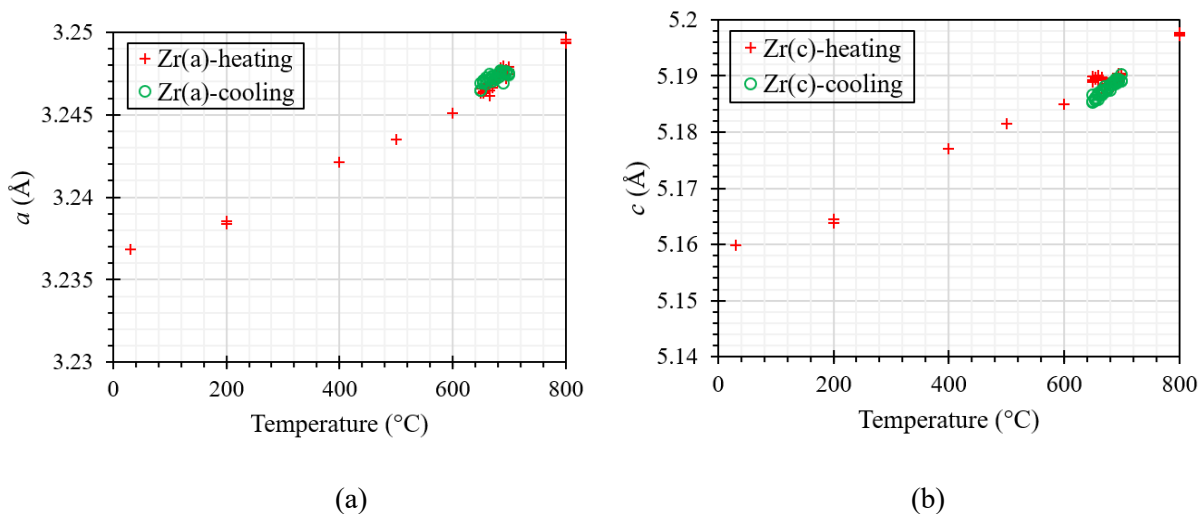 3.25
3.245
3.24
3.235
3.23
a (Å)
Zr(a)-heating
Zr(a)-cooling
0
200
400
600
800
Temperature (°C)
(a)
5.2
5.19
5.18
5.17
5.16
5.15
5.14
c (Å)
Zr(c)-heating
Zr(c)-cooling
0
200
400
600
800
Temperature (°C)
(b)